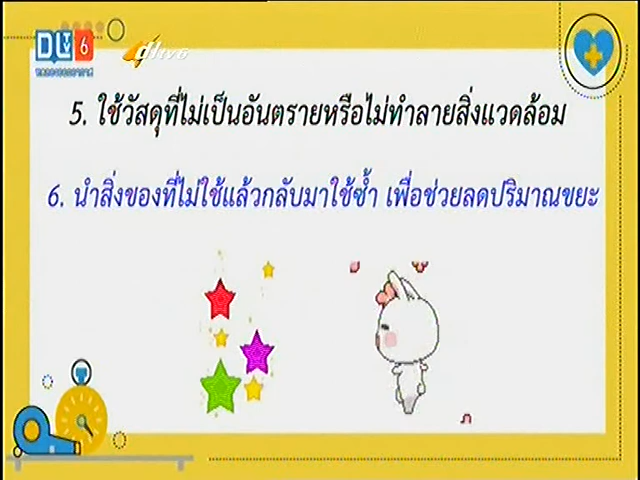 DLTV 6
dltv6
5. ใช้วัสดุที่ไม่เป็นอันตรายหรือไม่ทำลายสิ่งแวดล้อม
6. นำสิ่งของที่ไม่ใช้แล้วกลับมาใช้ซ้ำ เพื่อช่วยลดปริมาณขยะ